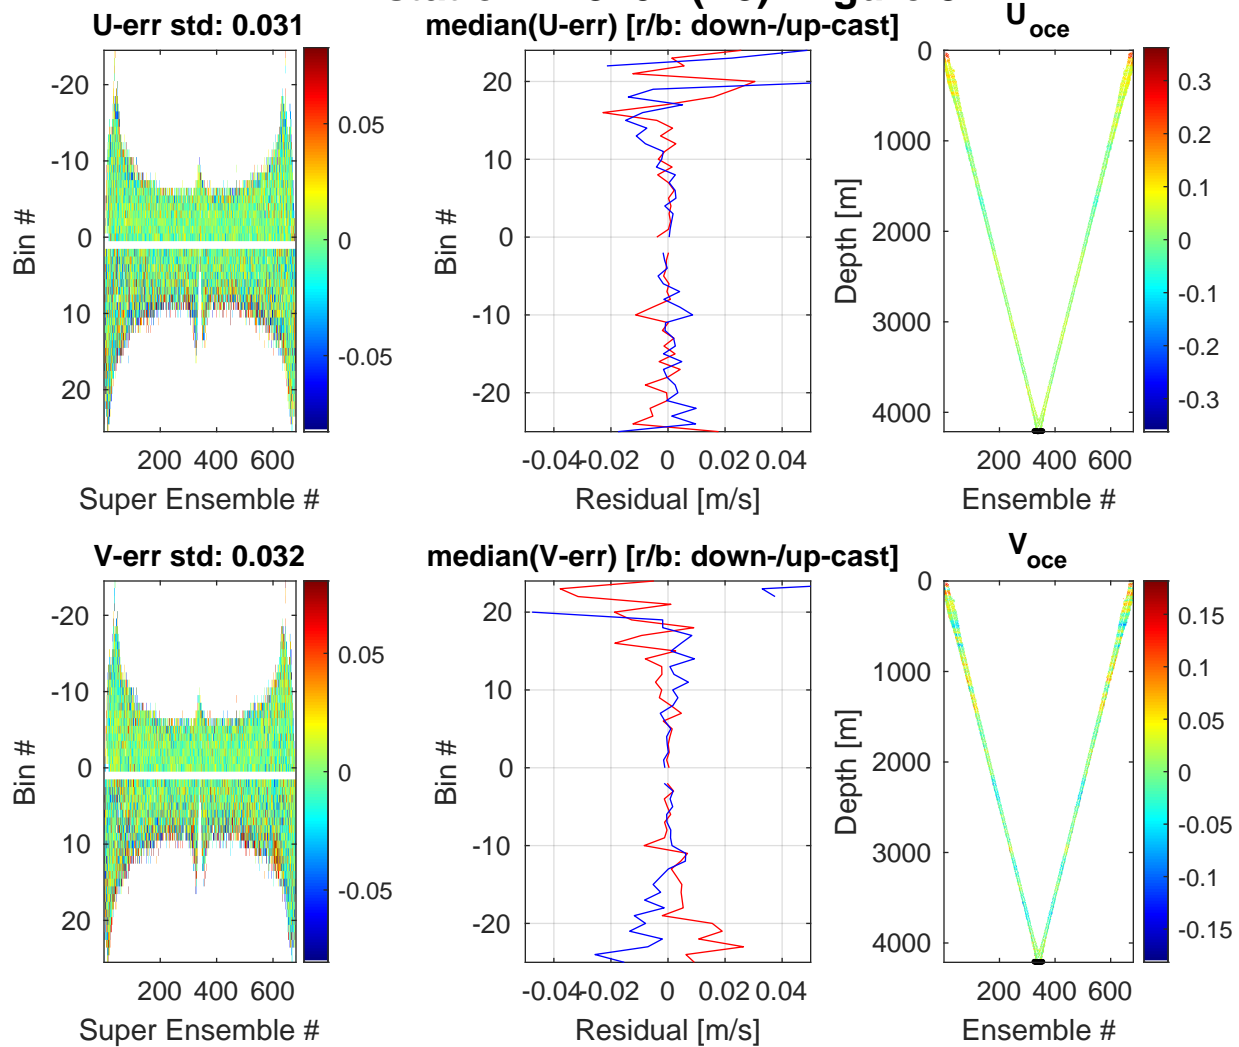 U-err std: 0.031
median(U-err) [r/b: down-/up-cast]
U_oce
-20
-10
0
10
20
Bin #
200 400 600
Super Ensemble #
0.05
0
-0.05
20
10
0
-10
-20
Bin #
-0.04 -0.02 0 0.02 0.04
Residual [m/s]
0
1000
2000
3000
4000
Depth [m]
200 400 600
Ensemble #
0.3
0.2
0.1
0
-0.1
-0.2
-0.3
V-err std: 0.032
median(V-err) [r/b: down-/up-cast]
V_oce
-20
-10
0
10
20
Bin #
200 400 600
Super Ensemble #
0.05
0
-0.05
20
10
0
-10
-20
Bin #
-0.04 -0.02 0 0.02 0.04
Residual [m/s]
0
1000
2000
3000
4000
Depth [m]
200 400 600
Ensemble #
0.15
0.1
0.05
0
-0.05
-0.1
-0.15